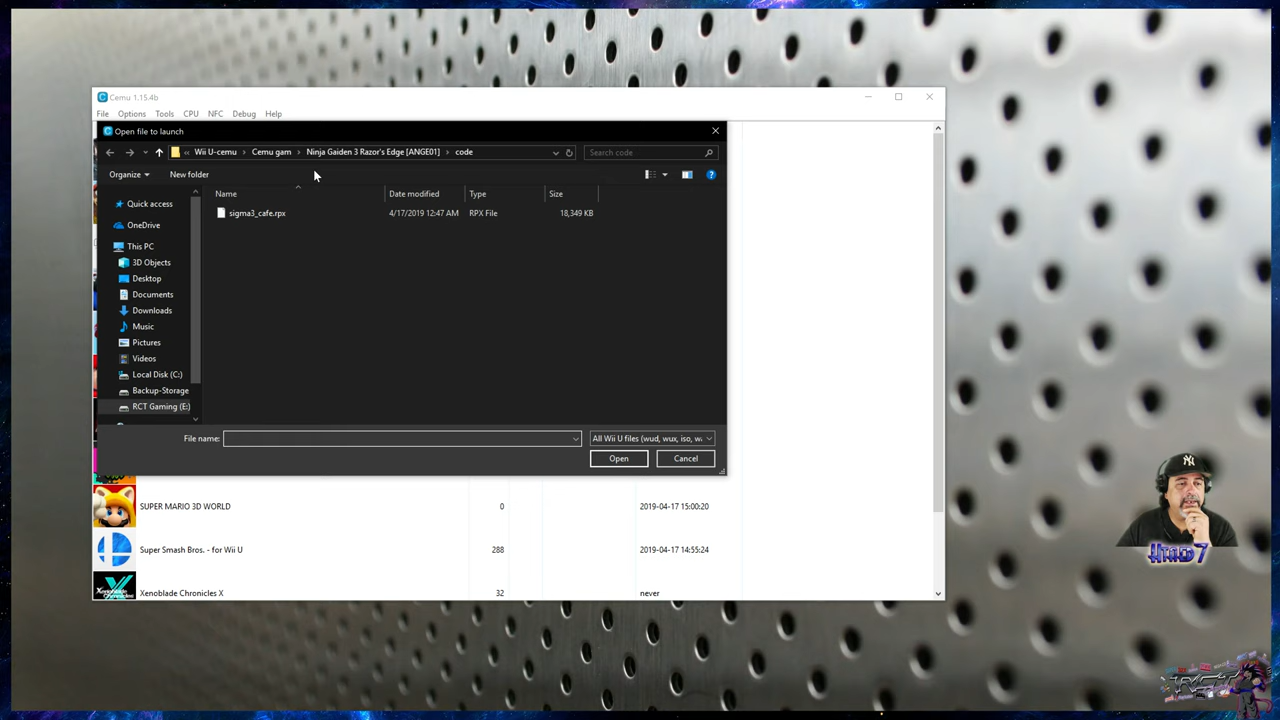 Cemu 1.15.4b
File Options Tools CPU NFC Debug Help
Open file to launch
« Wii U-cemu › Cemu gam › Ninja Gaiden 3 Razor's Edge [ANGE01] › code
Search code
Organize
New folder
Name
Date modified
Type
Size
sigma3_cafe.rpx
4/17/2019 12:47 AM
RPX File
18,349 KB
Quick access
OneDrive
This PC
3D Objects
Desktop
Documents
Downloads
Music
Pictures
Videos
Local Disk (C:)
Backup-Storage
RCT Gaming (E:)
File name:
All Wii U files (wud, wux, iso, wa
Open
Cancel
SUPER MARIO 3D WORLD
0
2019-04-17 15:00:20
Super Smash Bros. - for Wii U
288
2019-04-17 14:55:24
Xenoblade Chronicles X
32
never